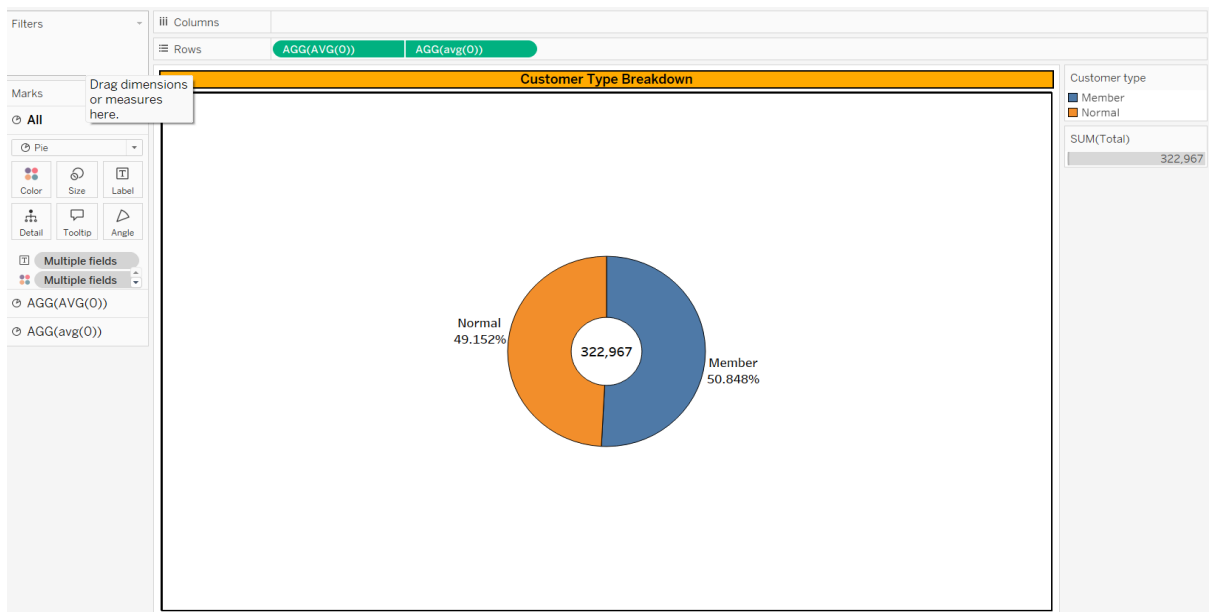 Filters
Columns
Rows
AGG(AVG(0))
AGG(avg(0))
Customer Type Breakdown
Drag dimensions
or measures
here.
Marks
All
Pie
Color
Size
Label
Detail
Tooltip
Angle
T
Multiple fields
Multiple fields
AGG(AVG(0))
AGG(avg(0))
Normal
49.152%
322,967
Member
50.848%
Customer type
Member
Normal
SUM(Total)
322,967